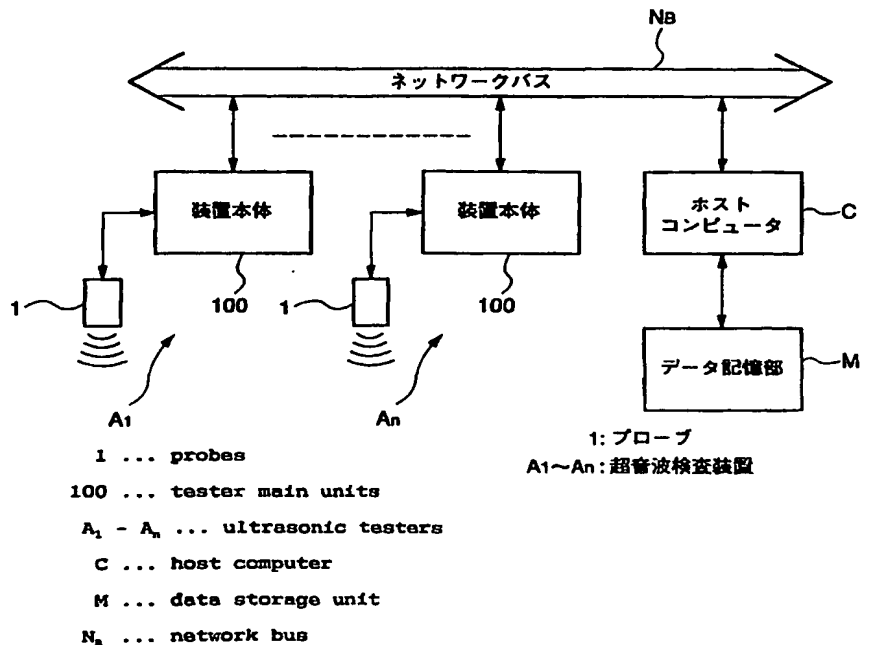 NB
ネットワークバス
装置本体
装置本体
ホスト
コンピュータ
C
1
100
1
100
データ記憶部
M
A1
An
1: プローブ
A1~An: 超音波検査装置
1 ... probes
100 ... tester main units
A1 - An ... ultrasonic testers
C ... host computer
M ... data storage unit
Na ... network bus